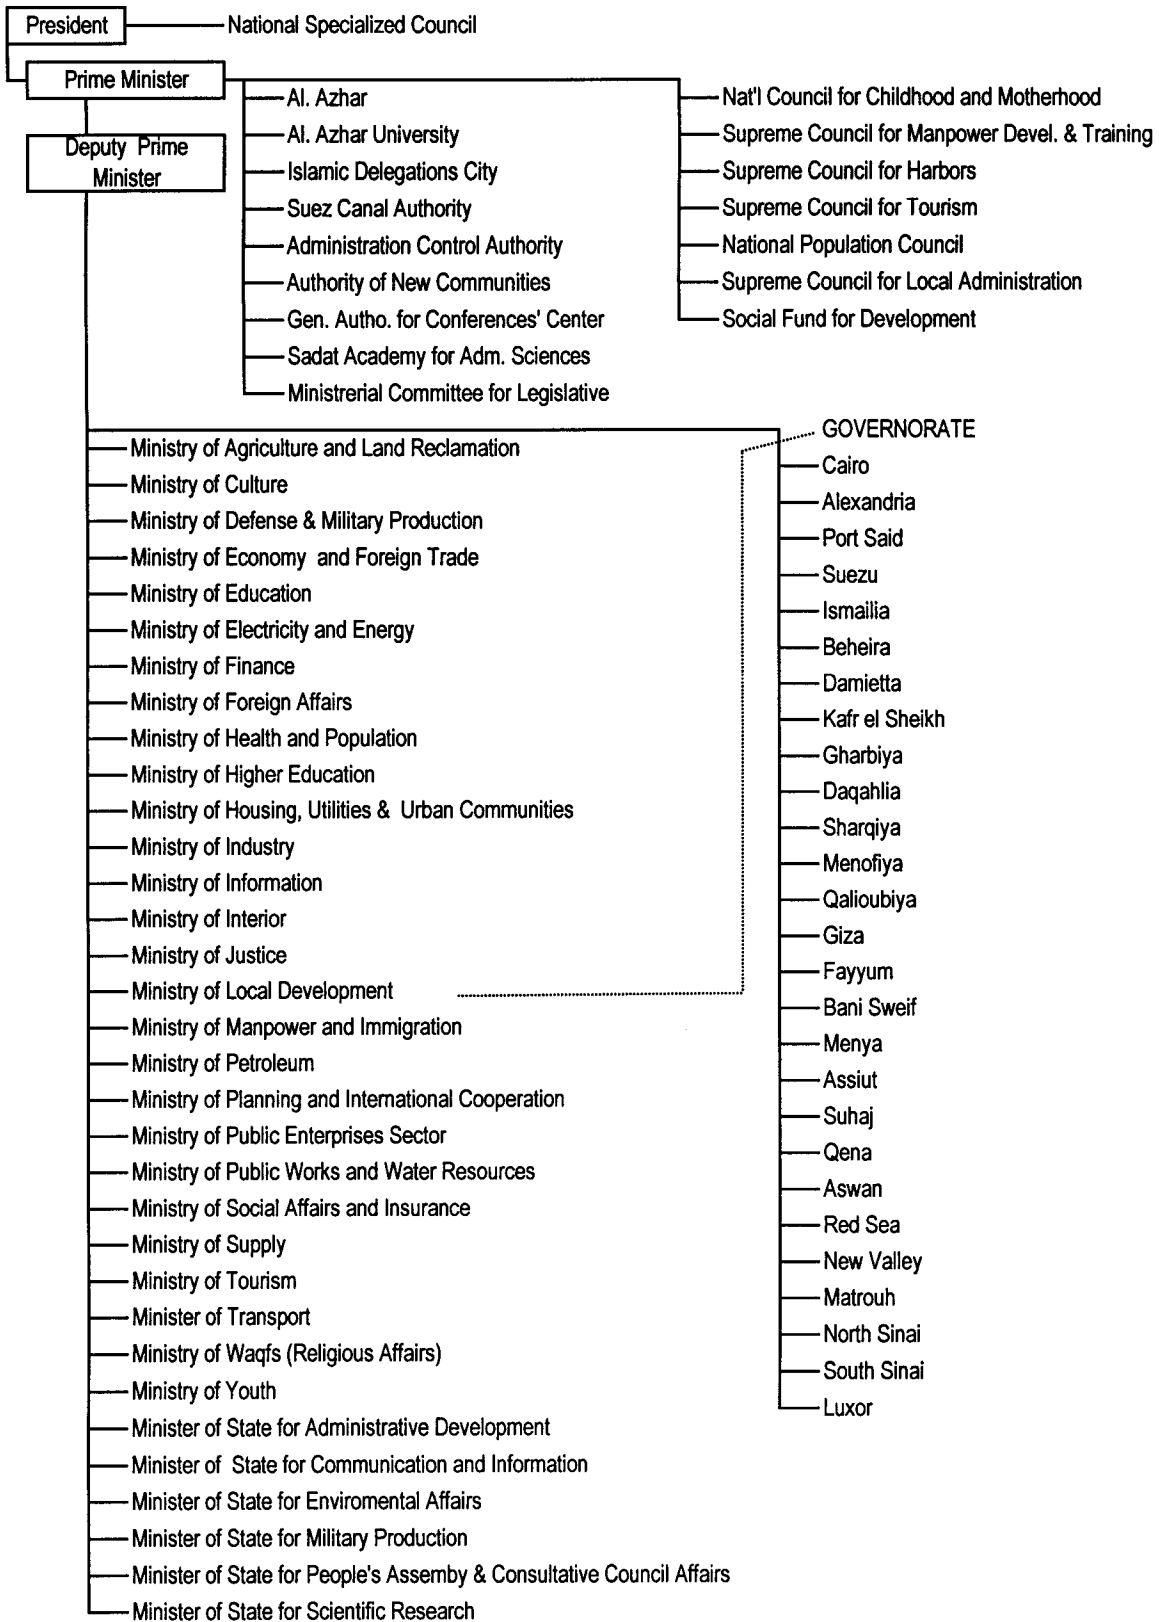 President
National Specialized Council
Prime Minister
Deputy Prime
Minister
Al. Azhar
Al. Azhar University
Islamic Delegations City
Suez Canal Authority
Administration Control Authority
Authority of New Communities
Gen. Autho. for Conferences' Center
Sadat Academy for Adm. Sciences
Ministrerial Committee for Legislative
Nat'l Council for Childhood and Motherhood
Supreme Council for Manpower Devel. & Training
Supreme Council for Harbors
Supreme Council for Tourism
National Population Council
Supreme Council for Local Administration
Social Fund for Development
Ministry of Agriculture and Land Reclamation
Ministry of Culture
Ministry of Defense & Military Production
Ministry of Economy and Foreign Trade
Ministry of Education
Ministry of Electricity and Energy
Ministry of Finance
Ministry of Foreign Affairs
Ministry of Health and Population
Ministry of Higher Education
Ministry of Housing, Utilities & Urban Communities
Ministry of Industry
Ministry of Information
Ministry of Interior
Ministry of Justice
Ministry of Local Development
Ministry of Manpower and Immigration
Ministry of Petroleum
Ministry of Planning and International Cooperation
Ministry of Public Enterprises Sector
Ministry of Public Works and Water Resources
Ministry of Social Affairs and Insurance
Ministry of Supply
Ministry of Tourism
Minister of Transport
Ministry of Waqfs (Religious Affairs)
Ministry of Youth
Minister of State for Administrative Development
Minister of State for Communication and Information
Minister of State for Enviromental Affairs
Minister of State for Military Production
Minister of State for People's Assemby & Consultative Council Affairs
Minister of State for Scientific Research
GOVERNORATE
Cairo
Alexandria
Port Said
Suezu
Ismailia
Beheira
Damietta
Kafr el Sheikh
Gharbiya
Daqahlia
Sharqiya
Menofiya
Qalioubiya
Giza
Fayyum
Bani Sweif
Menya
Assiut
Suhaj
Qena
Aswan
Red Sea
New Valley
Matrouh
North Sinai
South Sinai
Luxor